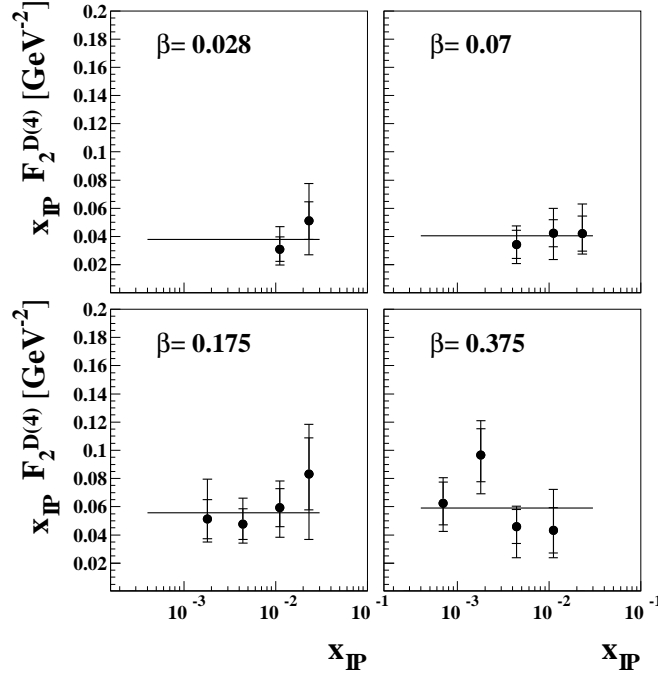 x_IP F_2^D(4) [GeV^-2]
0.2
0.18
0.16
0.14
0.12
0.1
0.08
0.06
0.04
0.02
β= 0.028
β= 0.07
x_IP F_2^D(4) [GeV^-2]
0.2
0.18
0.16
0.14
0.12
0.1
0.08
0.06
0.04
0.02
β= 0.175
β= 0.375
10^-3 10^-2 10^-1 10^-3 10^-2 10^-1
x_IP x_IP